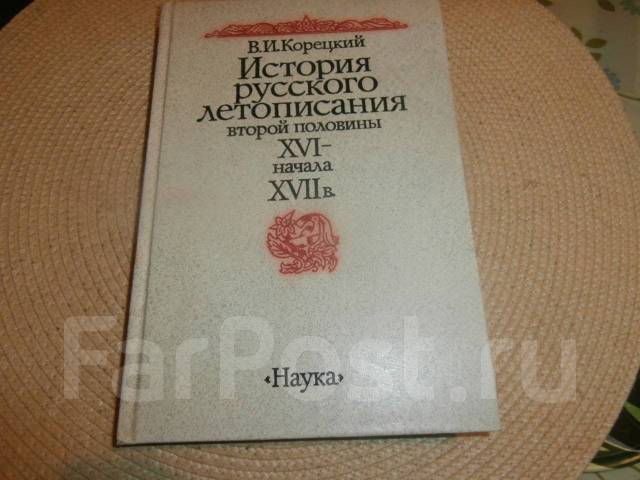 В.И.Корецкий
История
русского
летописания
второй половины
XVI–
начала
XVII в.
«Наука»
FarPost.ru